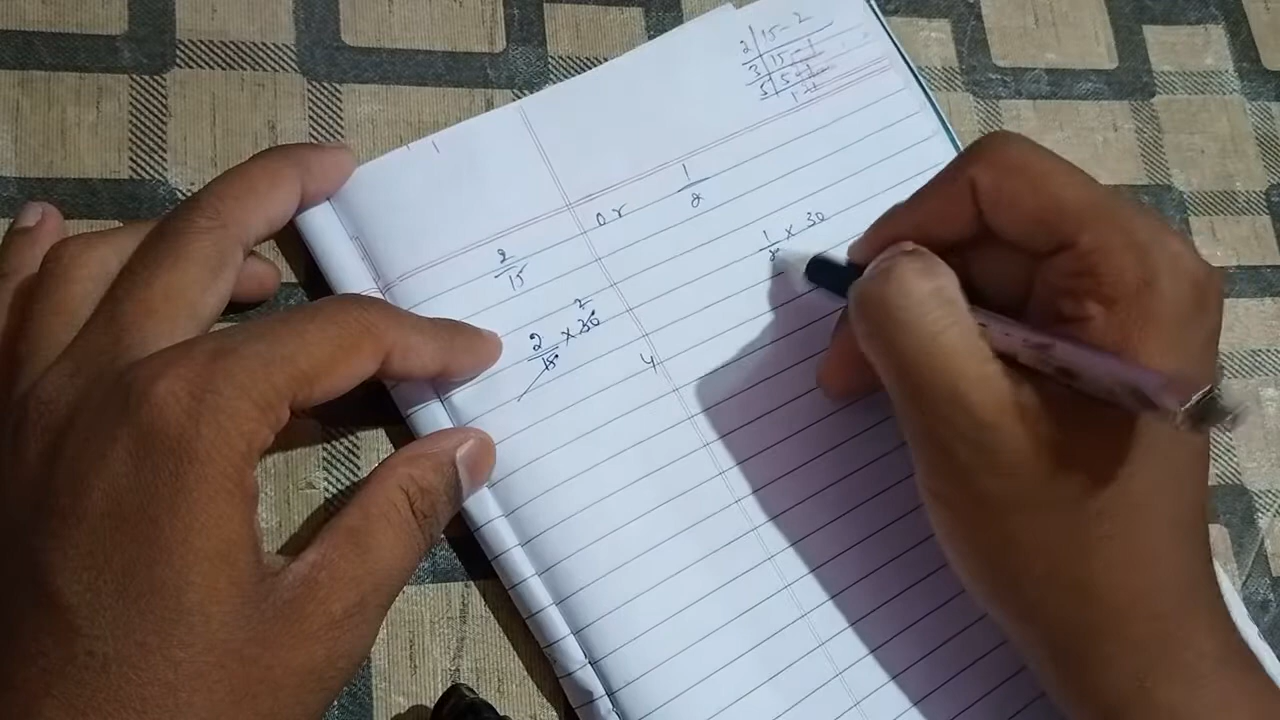 2 | 15 - 2
3 | 15 - 1
5 | 5 - 1
1 - 1
2/15 or 1/2
2/15 × 30 2
1/2 × 30
4